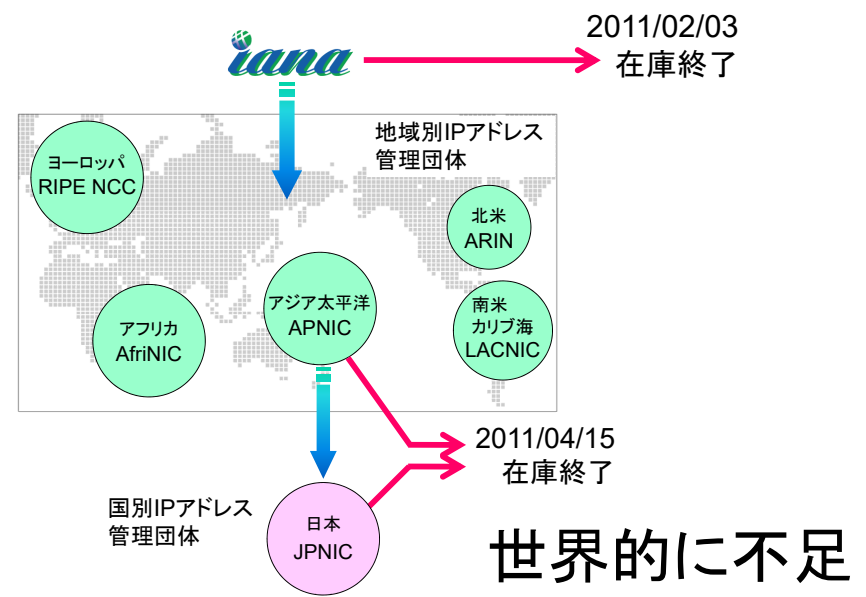 iana
2011/02/03
在庫終了
地域別IPアドレス
管理団体
ヨーロッパ
RIPE NCC
北米
ARIN
アジア太平洋
APNIC
南米
カリブ海
LACNIC
アフリカ
AfriNIC
2011/04/15
在庫終了
国別IPアドレス
管理団体
日本
JPNIC
世界的に不足